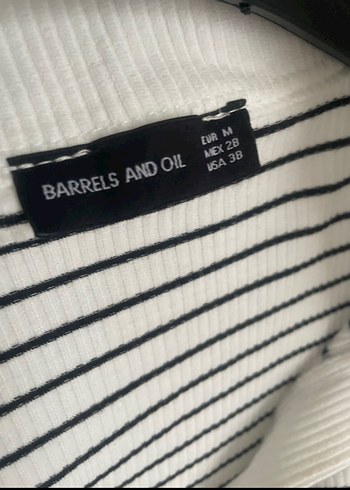 BARRELS AND OIL
EUR M
MEX 28
USA 38